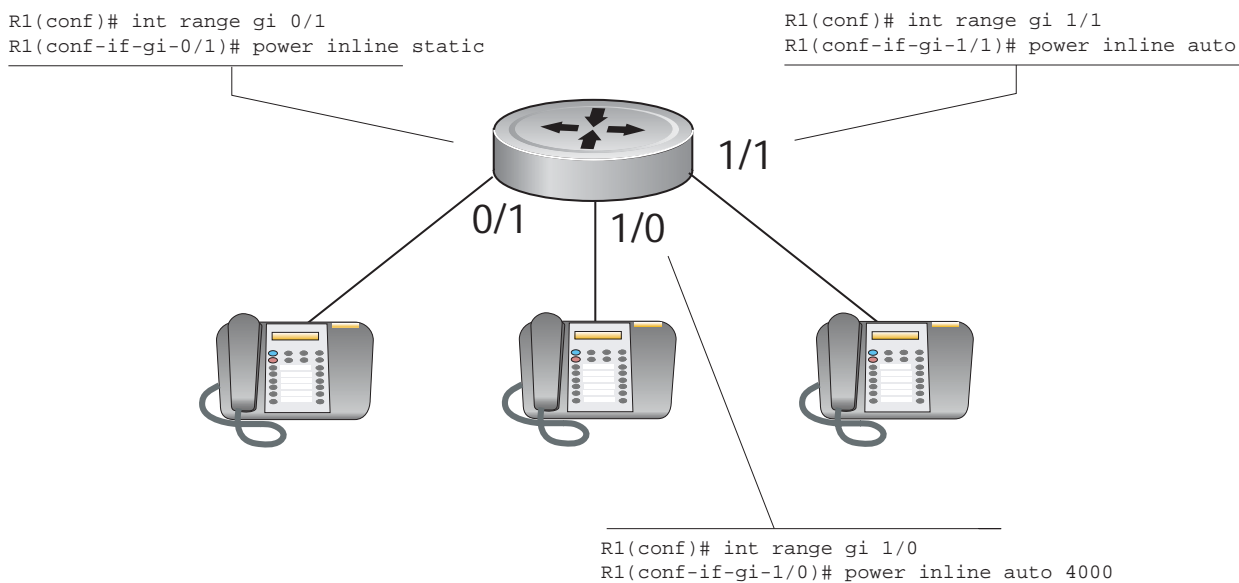 R1(conf)# int range gi 0/1
R1(conf-if-gi-0/1)# power inline static
R1(conf)# int range gi 1/1
R1(conf-if-gi-1/1)# power inline auto
1/1
0/1
1/0
R1(conf)# int range gi 1/0
R1(conf-if-gi-1/0)# power inline auto 4000